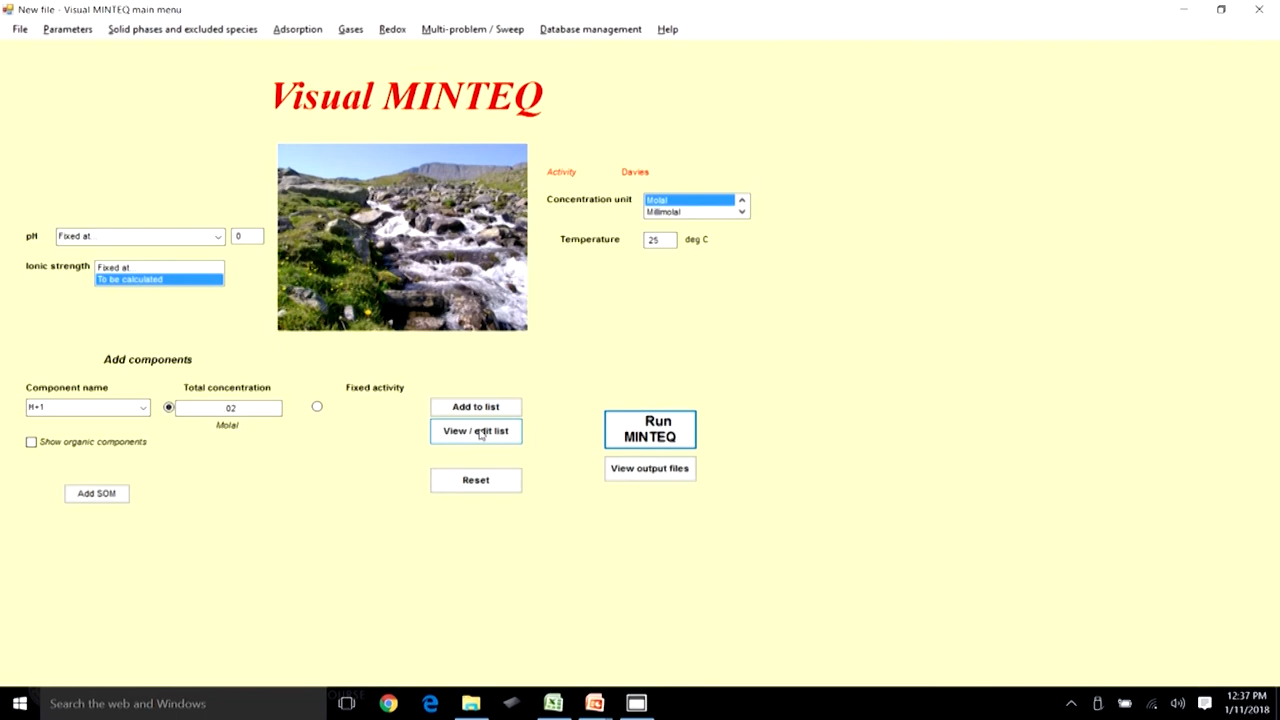 New file - Visual MINTEQ main menu
File Parameters Solid phases and excluded species Adsorption Gases Redox Multi-problem / Sweep Database management Help
Visual MINTEQ
Activity Davies
Concentration unit Molal
Millimolal
pH Fixed at 0
Temperature 25 deg C
Ionic strength Fixed at
To be calculated
Add components
Component name Total concentration Fixed activity
H+1 02 Add to list
Molal
Run
MINTEQ
View / edit list
Show organic components
View output files
Reset
Add SOM
Search the web and Windows
12:37 PM
1/11/2018